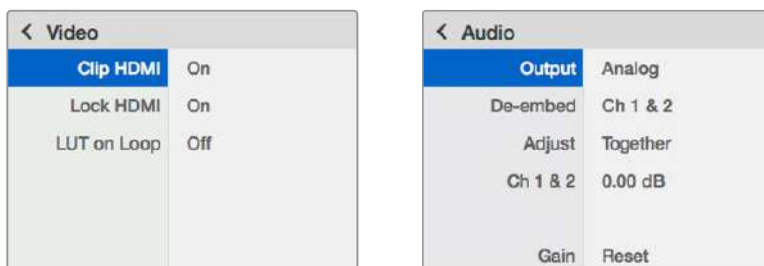 < Video
Clip HDMI On
Lock HDMI On
LUT on Loop Off
< Audio
Output Analog
De-embed Ch 1 & 2
Adjust Together
Ch 1 & 2 0.00 dB
Gain Reset